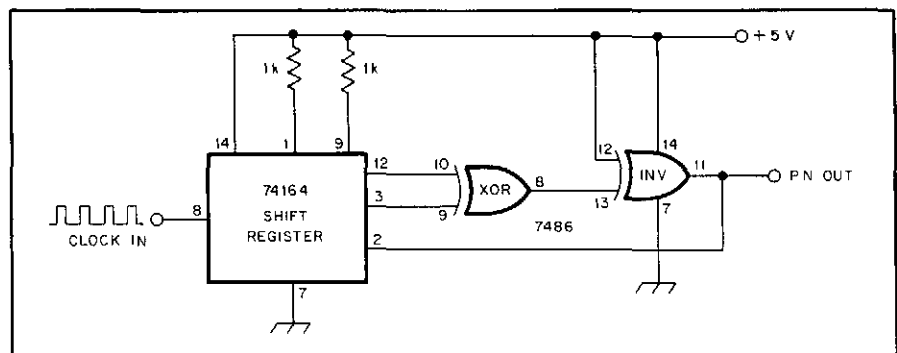 +5 V
1k
1k
14
1
9
12
14
12
10
XOR
8
INV
11
PN OUT
74164
SHIFT
REGISTER
3
9
13
7
8
CLOCK IN
2
7486
7